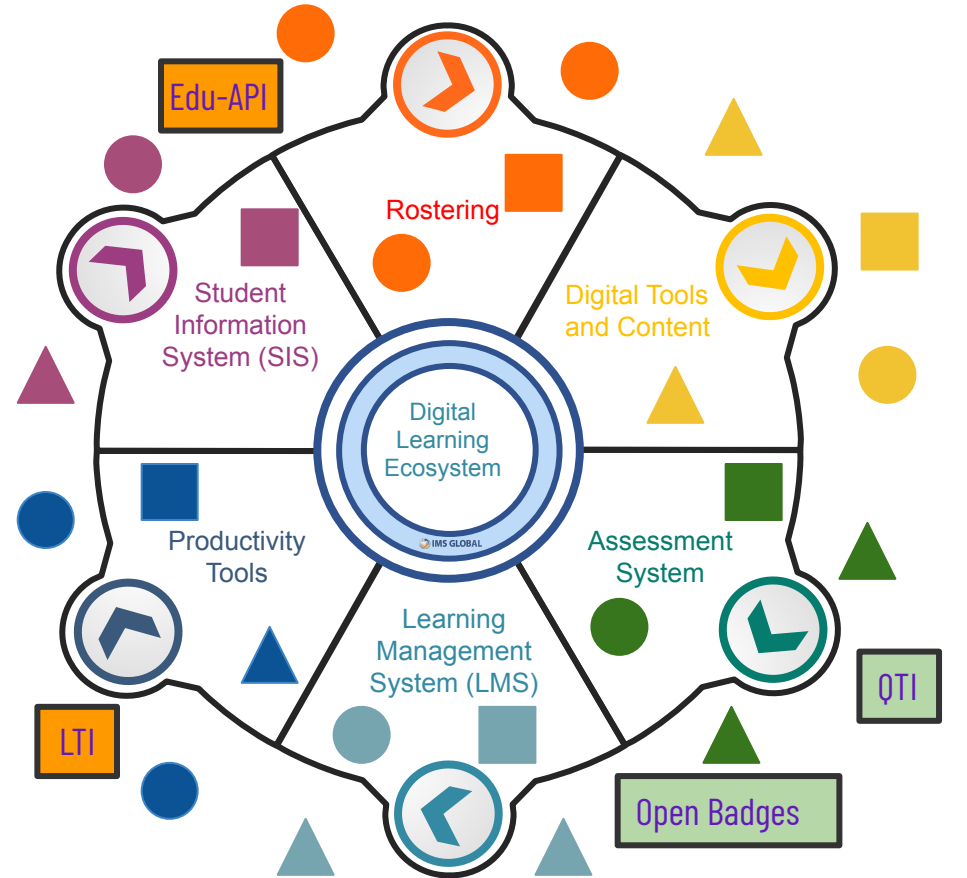 Edu-API
Rostering
Student
Information
System (SIS)
Digital Tools
and Content
Digital
Learning
Ecosystem
IMS GLOBAL
Productivity
Tools
Assessment
System
Learning
Management
System (LMS)
QTI
LTI
Open Badges